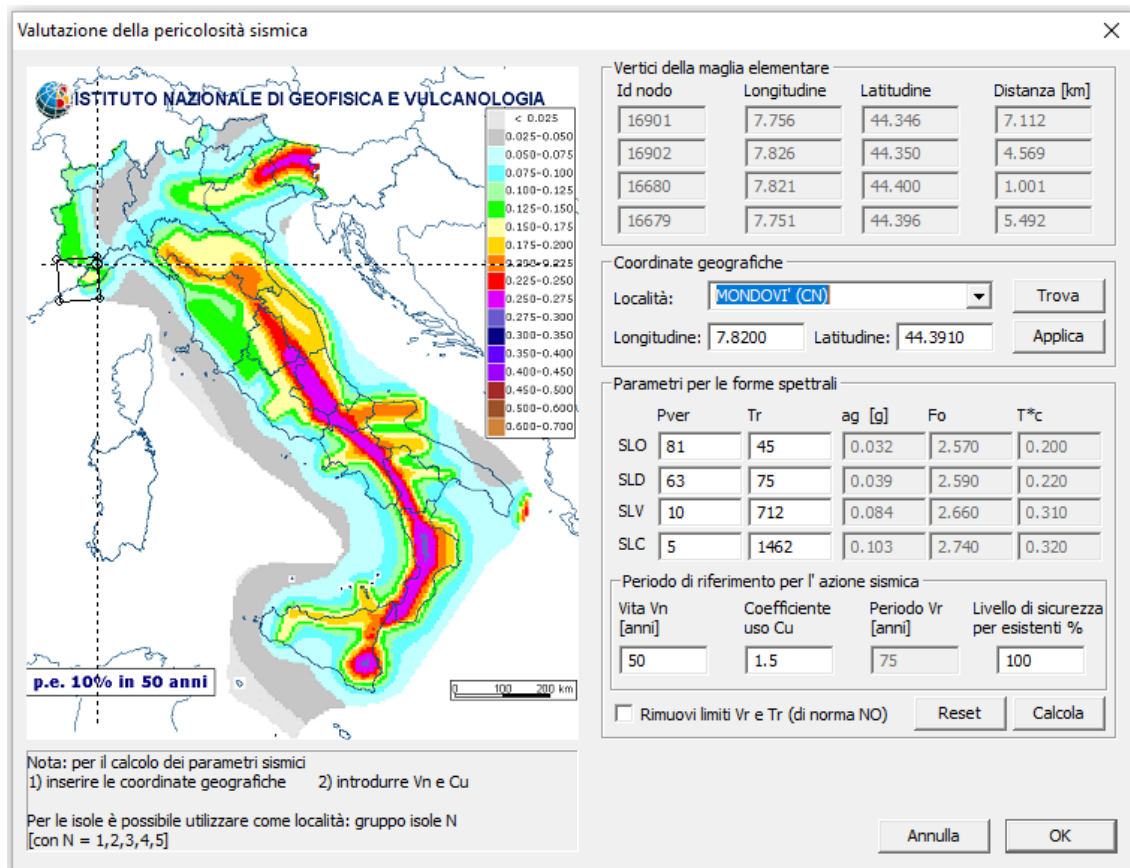 Valutazione della pericolosità sismica
ISTITUTO NAZIONALE DI GEOFISICA E VULCANOLOGIA
< 0.025
0.025-0.050
0.050-0.075
0.075-0.100
0.100-0.125
0.125-0.150
0.150-0.175
0.175-0.200
0.200-0.225
0.225-0.250
0.250-0.275
0.275-0.300
0.300-0.350
0.350-0.400
0.400-0.450
0.450-0.500
0.500-0.600
0.600-0.700
p.e. 10% in 50 anni
0 100 200 km
Nota: per il calcolo dei parametri sismici
1) inserire le coordinate geografiche 2) introdurre Vn e Cu
Per le isole è possibile utilizzare come località: gruppo isole N
[con N = 1,2,3,4,5]
Vertici della maglia elementare
Id nodo Longitudine Latitudine Distanza [km]
16901 7.756 44.346 7.112
16902 7.826 44.350 4.569
16680 7.821 44.400 1.001
16679 7.751 44.396 5.492
Coordinate geografiche
Località: MONDOVI' (CN) Trova
Longitudine: 7.8200 Latitudine: 44.3910 Applica
Parametri per le forme spettrali
Pver Tr ag [g] Fo T*c
SLO 81 45 0.032 2.570 0.200
SLD 63 75 0.039 2.590 0.220
SLV 10 712 0.084 2.660 0.310
SLC 5 1462 0.103 2.740 0.320
Periodo di riferimento per l' azione sismica
Vita Vn Coefficiente Periodo Vr Livello di sicurezza
[anni] uso Cu [anni] per esistenti %
50 1.5 75 100
Rimuovi limiti Vr e Tr (di norma NO) Reset Calcola
Annulla OK